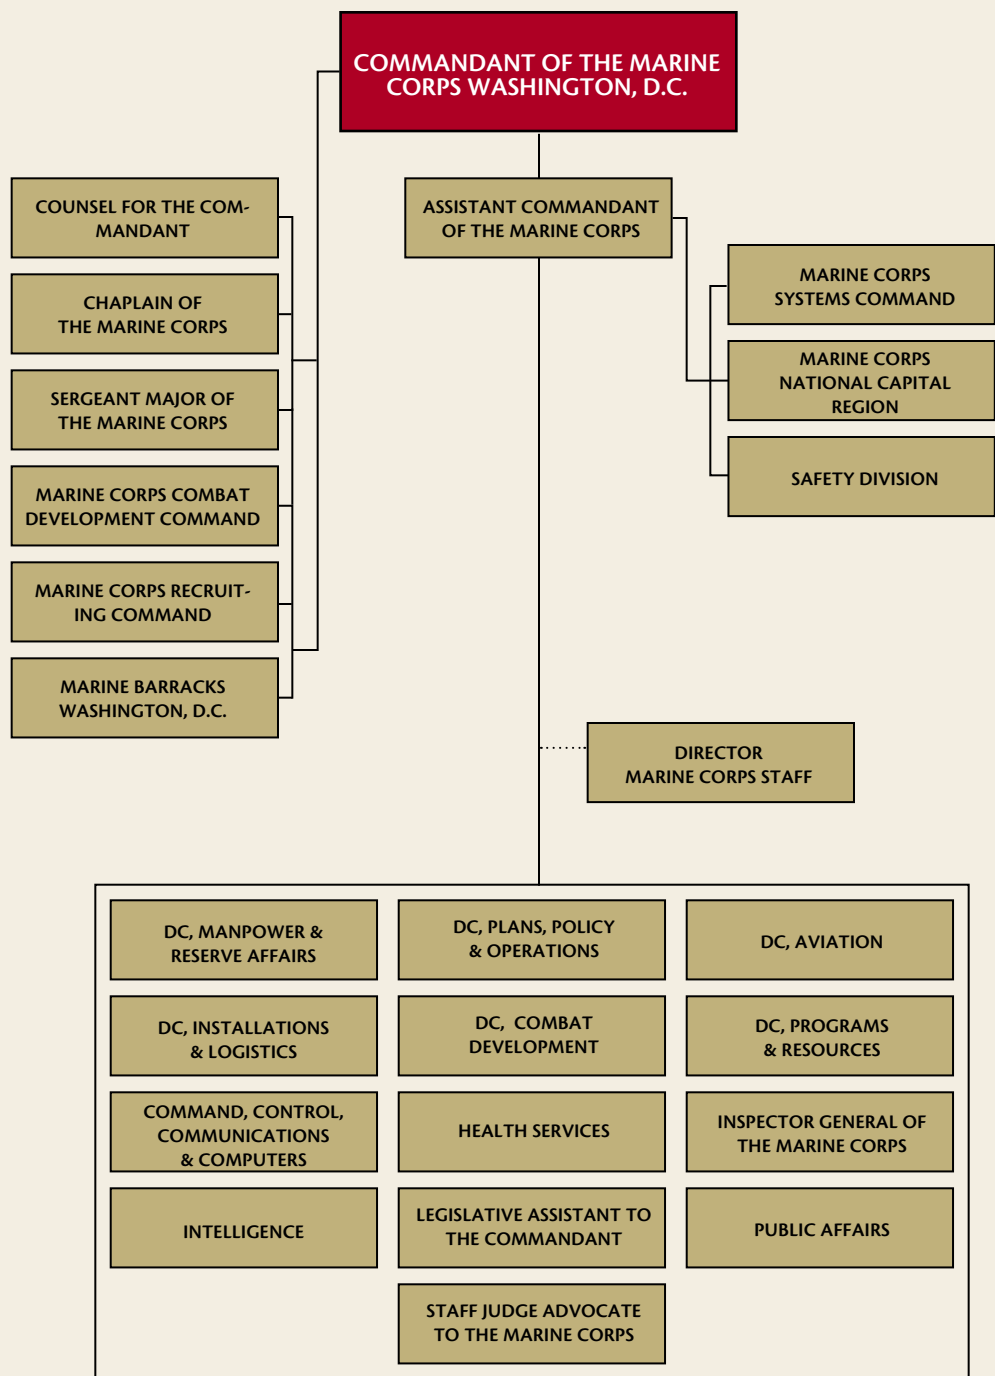 COMMANDANT OF THE MARINE
CORPS WASHINGTON, D.C.
COUNSEL FOR THE COM-
MANDANT
CHAPLAIN OF
THE MARINE CORPS
SERGEANT MAJOR OF
THE MARINE CORPS
MARINE CORPS COMBAT
DEVELOPMENT COMMAND
MARINE CORPS RECRUIT-
ING COMMAND
MARINE BARRACKS
WASHINGTON, D.C.
ASSISTANT COMMANDANT
OF THE MARINE CORPS
MARINE CORPS
SYSTEMS COMMAND
MARINE CORPS
NATIONAL CAPITAL
REGION
SAFETY DIVISION
DIRECTOR
MARINE CORPS STAFF
DC, MANPOWER &
RESERVE AFFAIRS
DC, PLANS, POLICY
& OPERATIONS
DC, AVIATION
DC, INSTALLATIONS
& LOGISTICS
DC, COMBAT
DEVELOPMENT
DC, PROGRAMS
& RESOURCES
COMMAND, CONTROL,
COMMUNICATIONS
& COMPUTERS
HEALTH SERVICES
INSPECTOR GENERAL OF
THE MARINE CORPS
INTELLIGENCE
LEGISLATIVE ASSISTANT TO
THE COMMANDANT
PUBLIC AFFAIRS
STAFF JUDGE ADVOCATE
TO THE MARINE CORPS